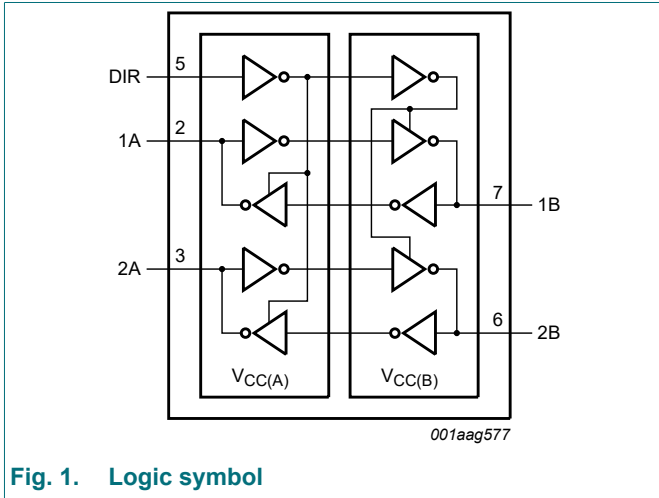 DIR 5
1A 2
7 1B
2A 3
6 2B
VCC(A) VCC(B)
001aag577
Fig. 1. Logic symbol